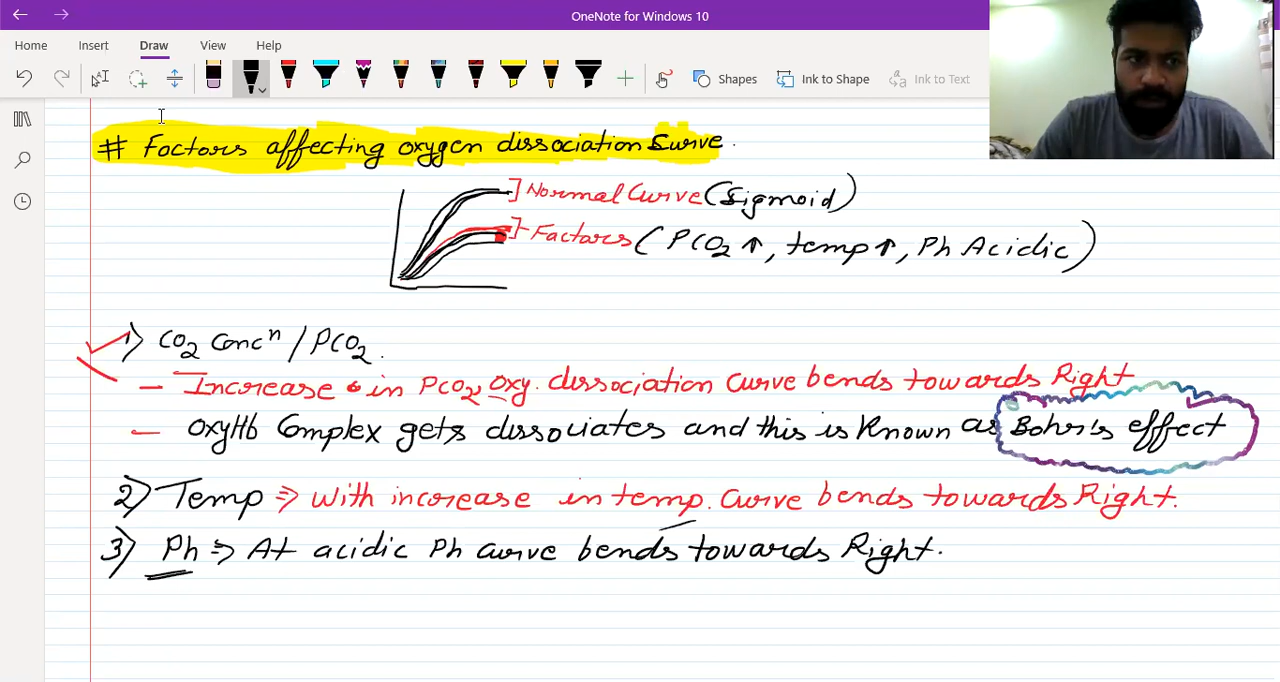 OneNote for Windows 10
Home Insert Draw View Help
Shapes Ink to Shape Ink to Text
# Factors affecting oxygen dissociation Curve.
Normal Curve (Sigmoid)
Factors (PCO2 ↑, temp ↑, Ph Acidic)
1) CO2 Concn / PCO2.
- Increase in PCO2 Oxy. dissociation Curve bends towards Right
- OxyHb Complex gets dissociates and this is Known as Bohr's effect
2) Temp ⇒ With increase in temp. Curve bends towards Right.
3) Ph ⇒ At acidic Ph curve bends towards Right.